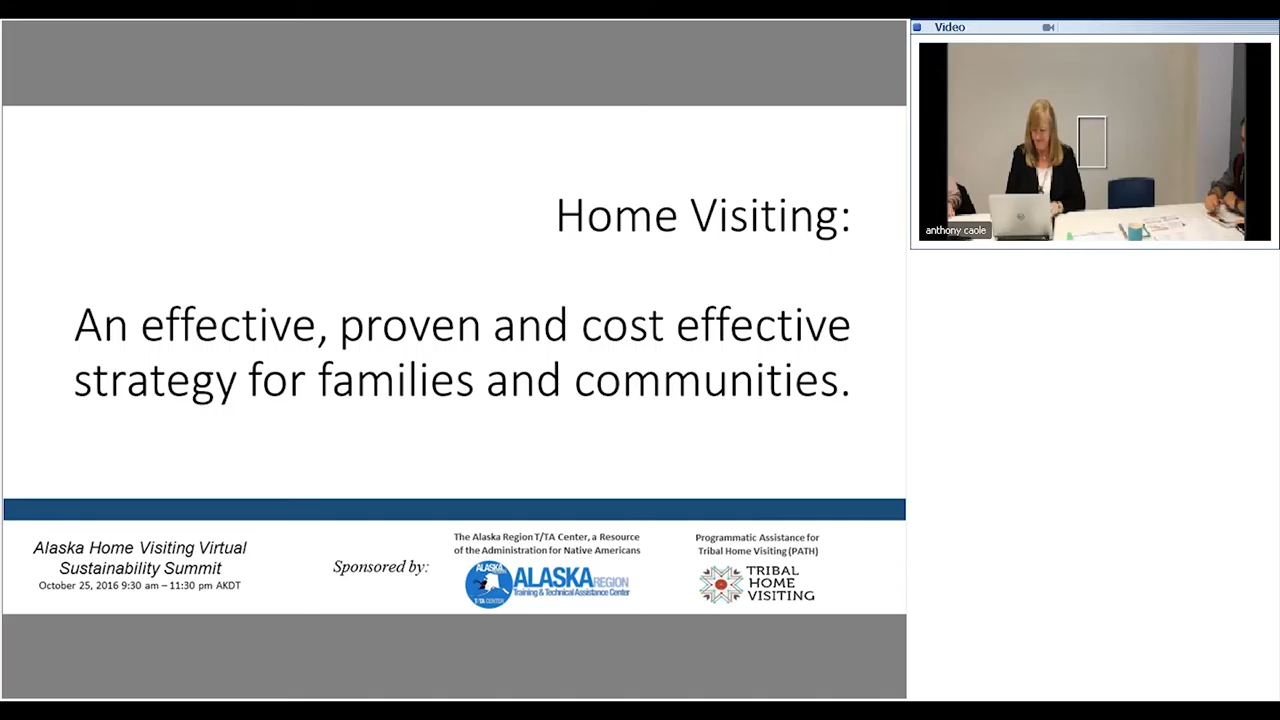 Video
anthony caole
Home Visiting:
An effective, proven and cost effective
strategy for families and communities.
Alaska Home Visiting Virtual
Sustainability Summit
October 25, 2016 9:30 am – 11:30 pm AKDT
Sponsored by:
The Alaska Region T/TA Center, a Resource
of the Administration for Native Americans
ALASKA
T/TA CENTER
ALASKA REGION
Training & Technical Assistance Center
Programmatic Assistance for
Tribal Home Visiting (PATH)
TRIBAL
HOME
VISITING